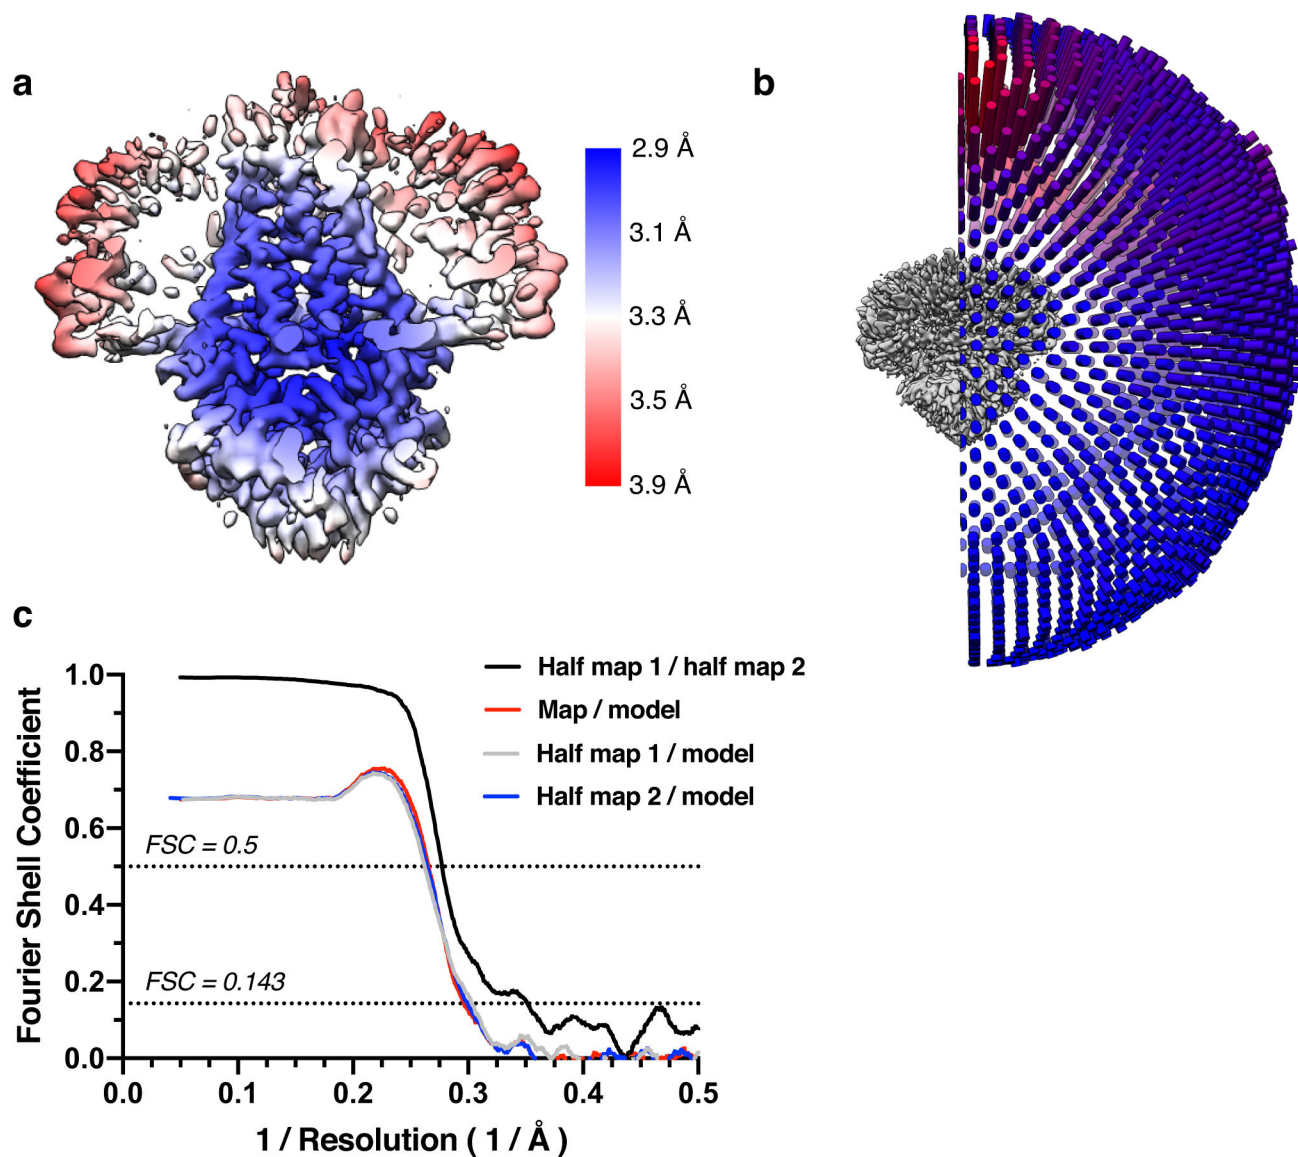 a
b
2.9 Å
3.1 Å
3.3 Å
3.5 Å
3.9 Å
c
Half map 1 / half map 2
Map / model
Half map 1 / model
Half map 2 / model
Fourier Shell Coefficient
1.0
0.8
0.6
0.4
0.2
0.0
FSC = 0.5
FSC = 0.143
0.0 0.1 0.2 0.3 0.4 0.5
1 / Resolution ( 1 / Å )